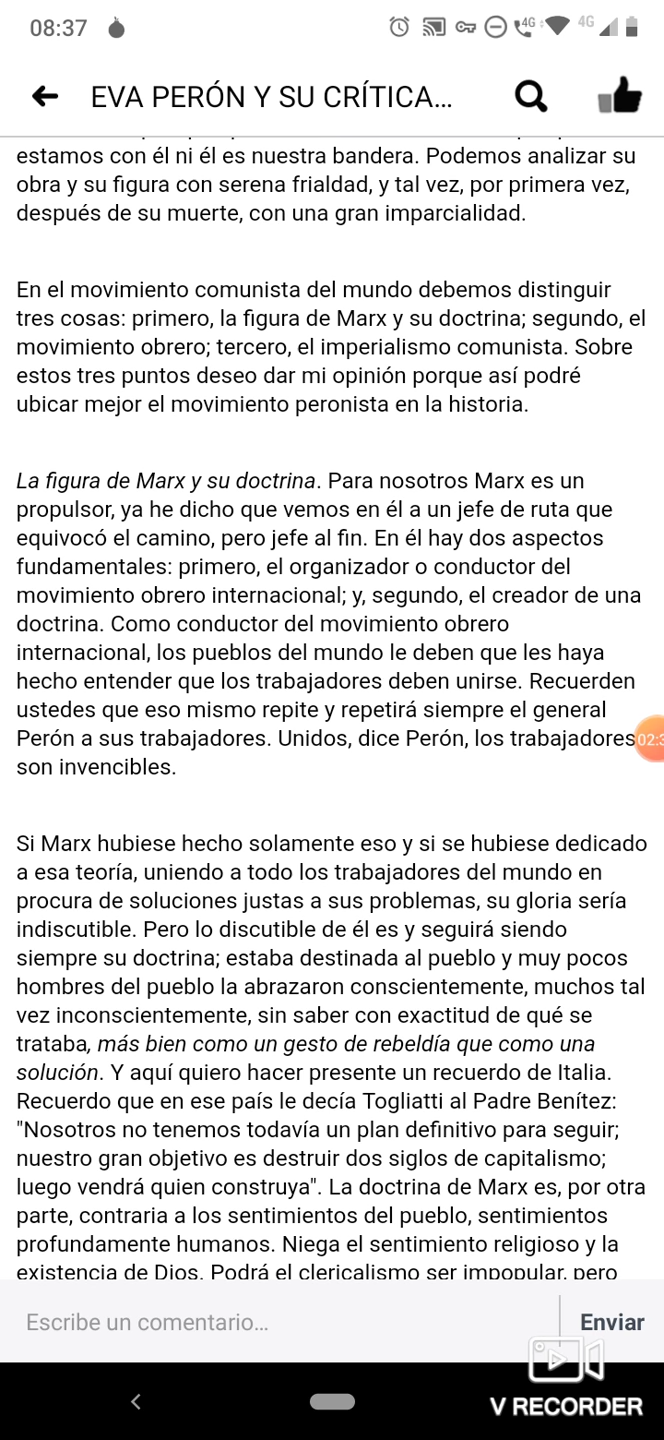 08:37
4G
4G
EVA PERÓN Y SU CRÍTICA...
estamos con él ni él es nuestra bandera. Podemos analizar su
obra y su figura con serena frialdad, y tal vez, por primera vez,
después de su muerte, con una gran imparcialidad.
En el movimiento comunista del mundo debemos distinguir
tres cosas: primero, la figura de Marx y su doctrina; segundo, el
movimiento obrero; tercero, el imperialismo comunista. Sobre
estos tres puntos deseo dar mi opinión porque así podré
ubicar mejor el movimiento peronista en la historia.
La figura de Marx y su doctrina. Para nosotros Marx es un
propulsor, ya he dicho que vemos en él a un jefe de ruta que
equivocó el camino, pero jefe al fin. En él hay dos aspectos
fundamentales: primero, el organizador o conductor del
movimiento obrero internacional; y, segundo, el creador de una
doctrina. Como conductor del movimiento obrero
internacional, los pueblos del mundo le deben que les haya
hecho entender que los trabajadores deben unirse. Recuerden
ustedes que eso mismo repite y repetirá siempre el general
Perón a sus trabajadores. Unidos, dice Perón, los trabajadores
son invencibles.
Si Marx hubiese hecho solamente eso y si se hubiese dedicado
a esa teoría, uniendo a todo los trabajadores del mundo en
procura de soluciones justas a sus problemas, su gloria sería
indiscutible. Pero lo discutible de él es y seguirá siendo
siempre su doctrina; estaba destinada al pueblo y muy pocos
hombres del pueblo la abrazaron conscientemente, muchos tal
vez inconscientemente, sin saber con exactitud de qué se
trataba, más bien como un gesto de rebeldía que como una
solución. Y aquí quiero hacer presente un recuerdo de Italia.
Recuerdo que en ese país le decía Togliatti al Padre Benítez:
"Nosotros no tenemos todavía un plan definitivo para seguir;
nuestro gran objetivo es destruir dos siglos de capitalismo;
luego vendrá quien construya". La doctrina de Marx es, por otra
parte, contraria a los sentimientos del pueblo, sentimientos
profundamente humanos. Niega el sentimiento religioso y la
existencia de Dios. Podrá el clericalismo ser impopular, pero
Escribe un comentario...
Enviar
V RECORDER